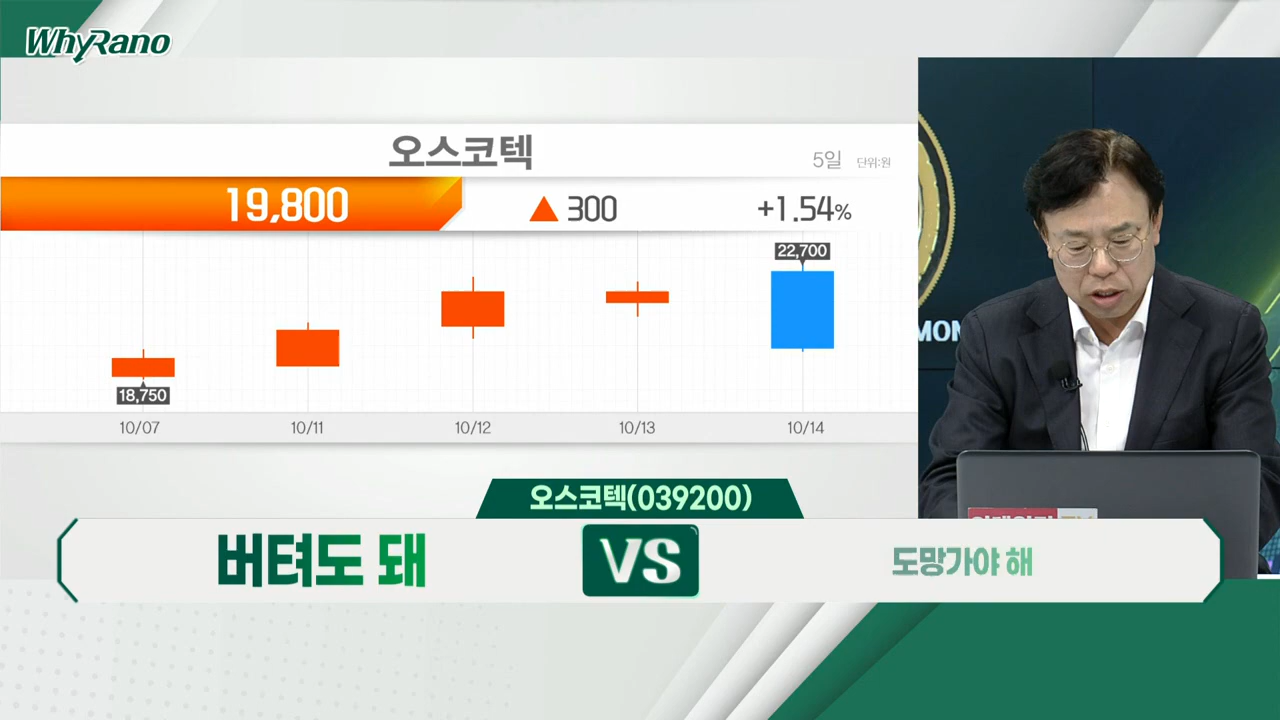 WhyRano
오스코텍
5일 단위:원
19,800
300
+1.54%
22,700
18,750
10/07
10/11
10/12
10/13
10/14
MON
오스코텍(039200)
버텨도 돼
VS
도망가야 해